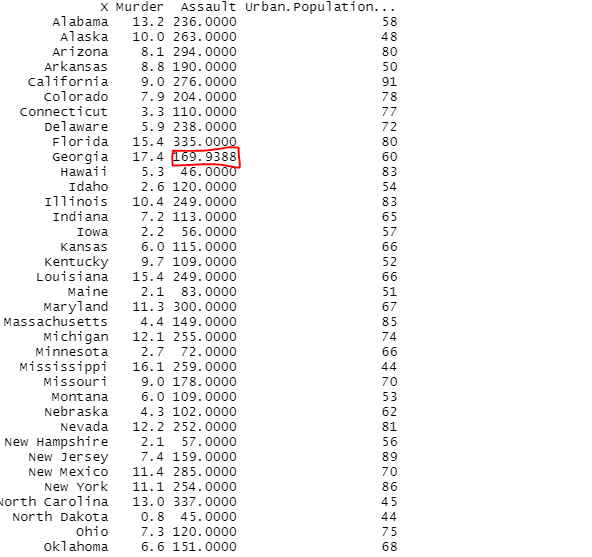 X Murder Assault Urban.Population...
Alabama 13.2 236.0000 58
Alaska 10.0 263.0000 48
Arizona 8.1 294.0000 80
Arkansas 8.8 190.0000 50
California 9.0 276.0000 91
Colorado 7.9 204.0000 78
Connecticut 3.3 110.0000 77
Delaware 5.9 238.0000 72
Florida 15.4 335.0000 80
Georgia 17.4 169.9388 60
Hawaii 5.3 46.0000 83
Idaho 2.6 120.0000 54
Illinois 10.4 249.0000 83
Indiana 7.2 113.0000 65
Iowa 2.2 56.0000 57
Kansas 6.0 115.0000 66
Kentucky 9.7 109.0000 52
Louisiana 15.4 249.0000 66
Maine 2.1 83.0000 51
Maryland 11.3 300.0000 67
Massachusetts 4.4 149.0000 85
Michigan 12.1 255.0000 74
Minnesota 2.7 72.0000 66
Mississippi 16.1 259.0000 44
Missouri 9.0 178.0000 70
Montana 6.0 109.0000 53
Nebraska 4.3 102.0000 62
Nevada 12.2 252.0000 81
New Hampshire 2.1 57.0000 56
New Jersey 7.4 159.0000 89
New Mexico 11.4 285.0000 70
New York 11.1 254.0000 86
North Carolina 13.0 337.0000 45
North Dakota 0.8 45.0000 44
Ohio 7.3 120.0000 75
Oklahoma 6.6 151.0000 68